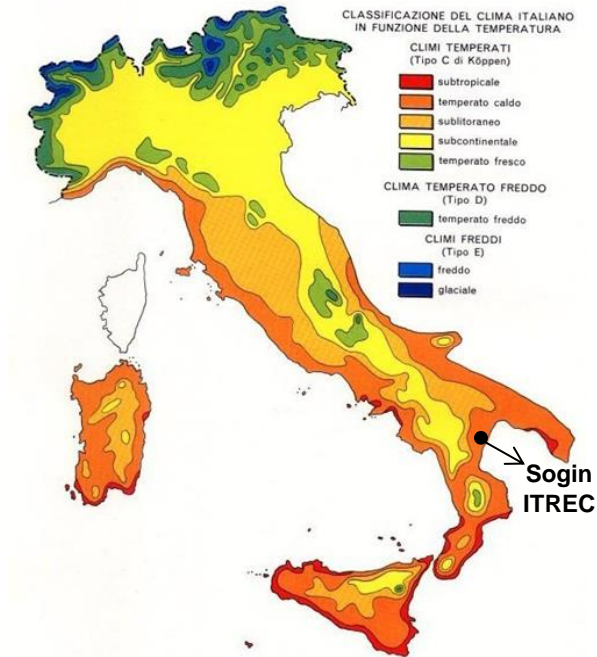 CLASSIFICAZIONE DEL CLIMA ITALIANO
IN FUNZIONE DELLA TEMPERATURA
CLIMI TEMPERATI
(Tipo C di Köppen)
subtropicale
temperato caldo
sublitoraneo
subcontinentale
temperato fresco
CLIMA TEMPERATO FREDDO
(Tipo D)
temperato freddo
CLIMI FREDDI
(Tipo E)
freddo
glaciale
Sogin
ITREC